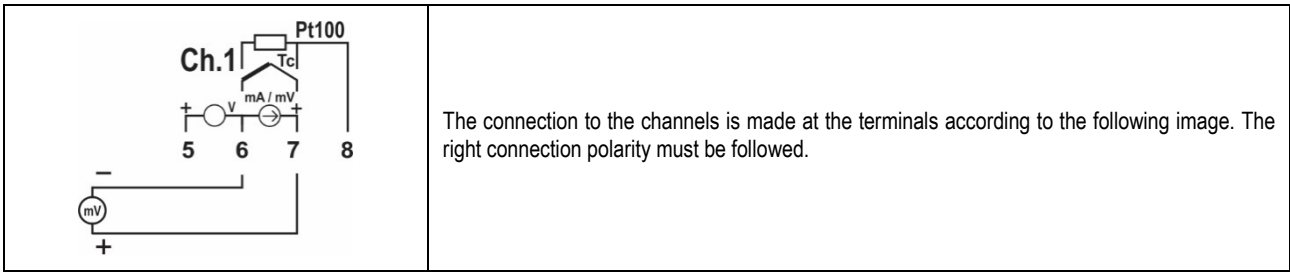 Pt100
Ch.1
Tc
mA / mV
+ V +
5 6 7 8
−
mV
+
The connection to the channels is made at the terminals according to the following image. The
right connection polarity must be followed.